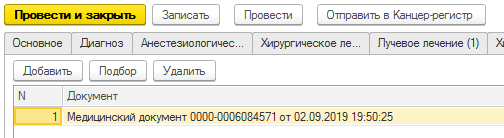 Провести и закрыть Записать Провести Отправить в Канцер-регистр
Основное Диагноз Анестезиологичес... Хирургическое ле... Лучевое лечение (1)
Добавить Подбор Удалить
N Документ
1 Медицинский документ 0000-0006084571 от 02.09.2019 19:50:25